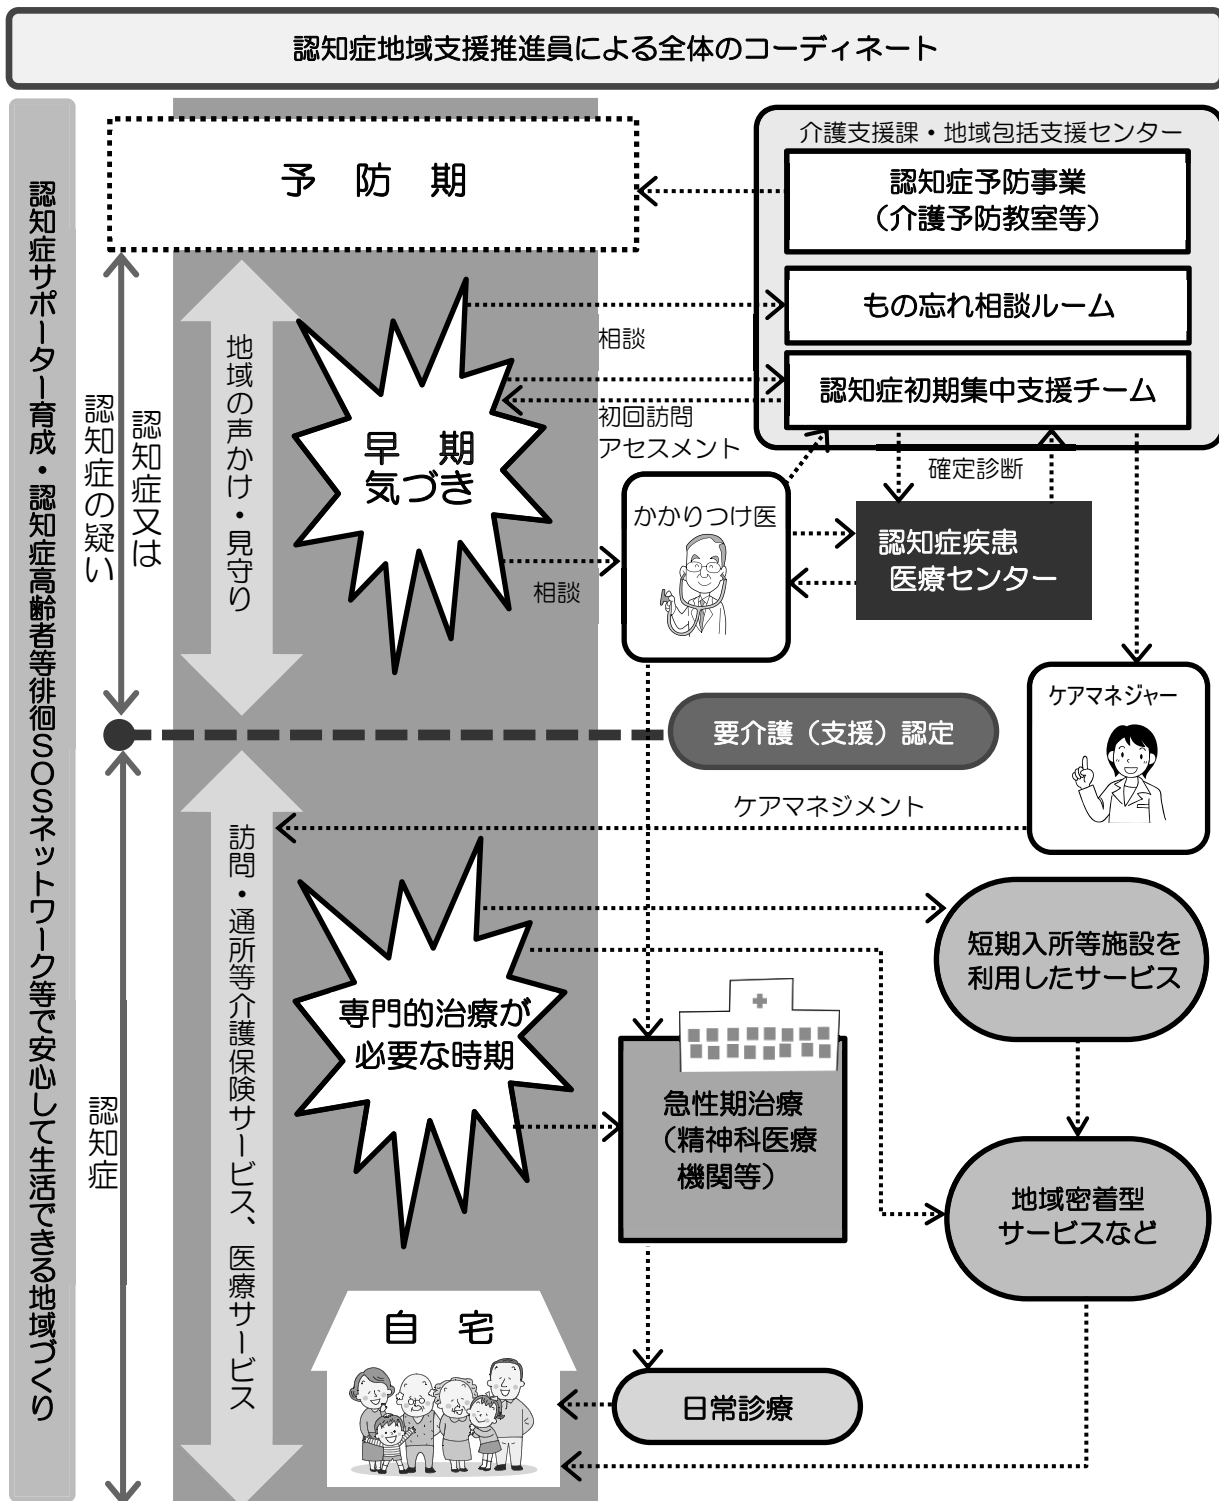 認知症地域支援推進員による全体のコーディネート
認知症サポーター育成・認知症高齢者等徘徊SOSネットワーク等で安心して生活できる地域づくり
予防期
介護支援課・地域包括支援センター
認知症予防事業
（介護予防教室等）
もの忘れ相談ルーム
認知症初期集中支援チーム
認知症又は
認知症の疑い
地域の声かけ・見守り
早期
気づき
相談
初回訪問
アセスメント
確定診断
かかりつけ医
相談
認知症疾患
医療センター
ケアマネジャー
要介護（支援）認定
ケアマネジメント
認知症
訪問・通所等介護保険サービス、医療サービス
専門的治療が
必要な時期
短期入所等施設を
利用したサービス
急性期治療
（精神科医療
機関等）
地域密着型
サービスなど
自宅
日常診療